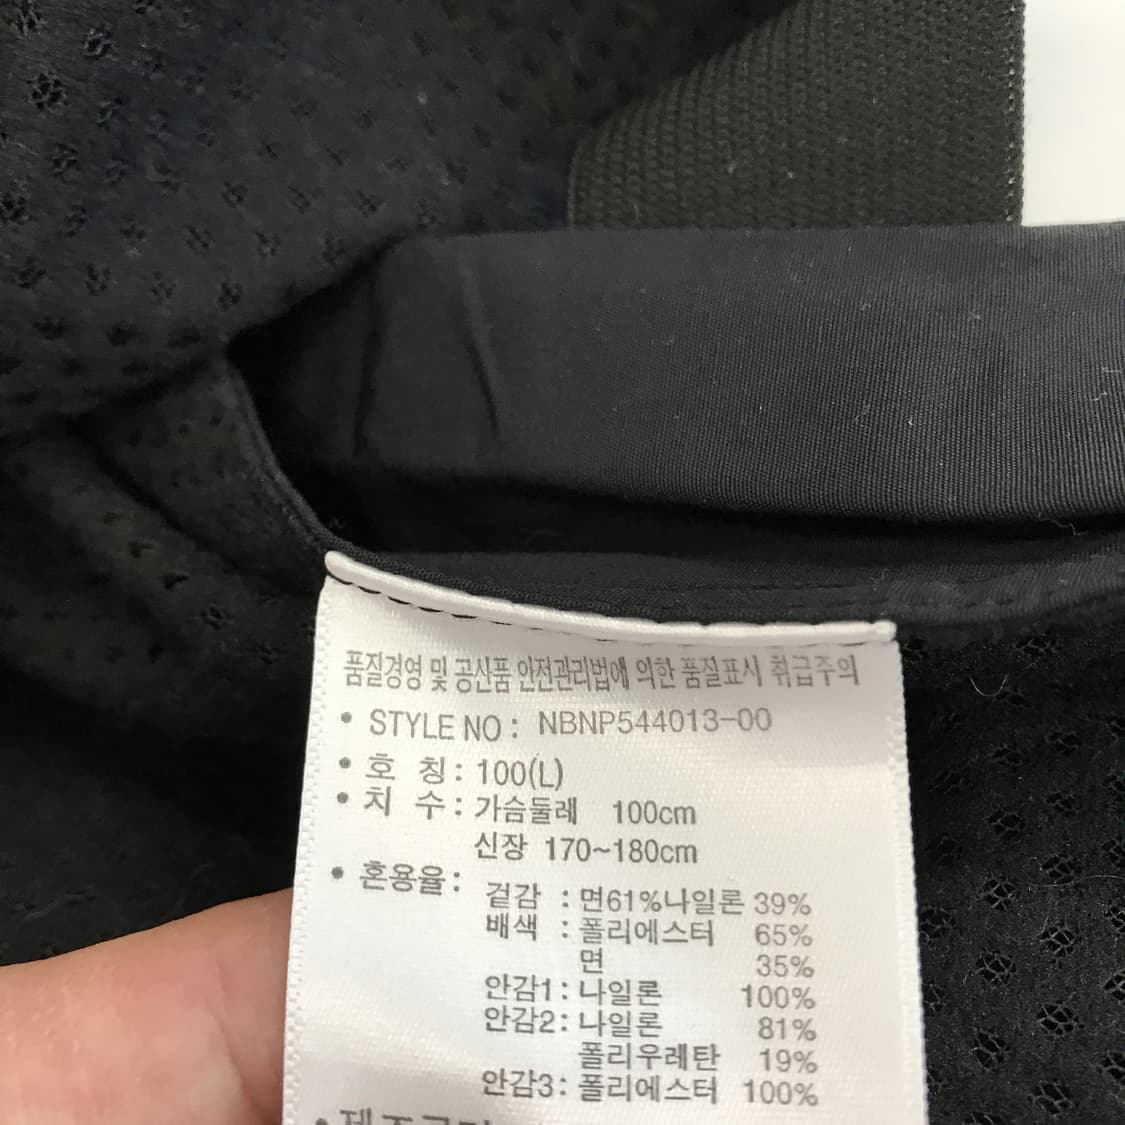 품질경영 및 공산품 안전관리법에 의한 품질표시 취급주의
• STYLE NO : NBNP544013-00
• 호 칭 : 100(L)
• 치 수 : 가슴둘레 100cm
신장 170~180cm
• 혼용율 :
겉감 : 면61%나일론 39%
배색 : 폴리에스터 65%
면 35%
안감1 : 나일론 100%
안감2 : 나일론 81%
폴리우레탄 19%
안감3 : 폴리에스터 100%